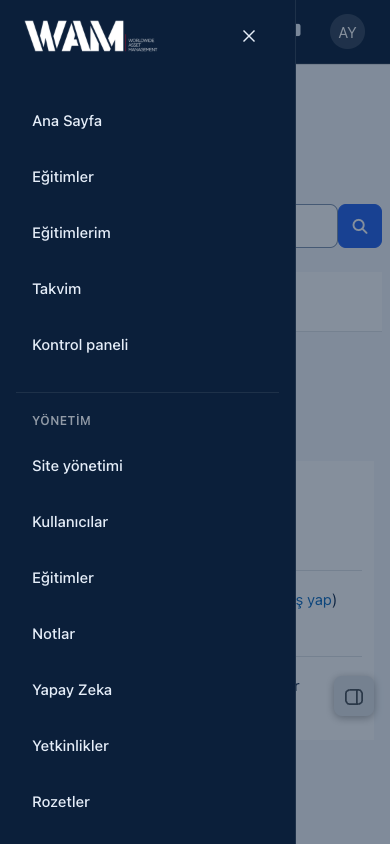 WAM
WORLDWIDE
ASSET
MANAGEMENT
AY
Ana Sayfa
Eğitimler
Eğitimlerim
Takvim
Kontrol paneli
YÖNETİM
Site yönetimi
Kullanıcılar
Eğitimler
ş yap)
Notlar
r
Yapay Zeka
Yetkinlikler
Rozetler